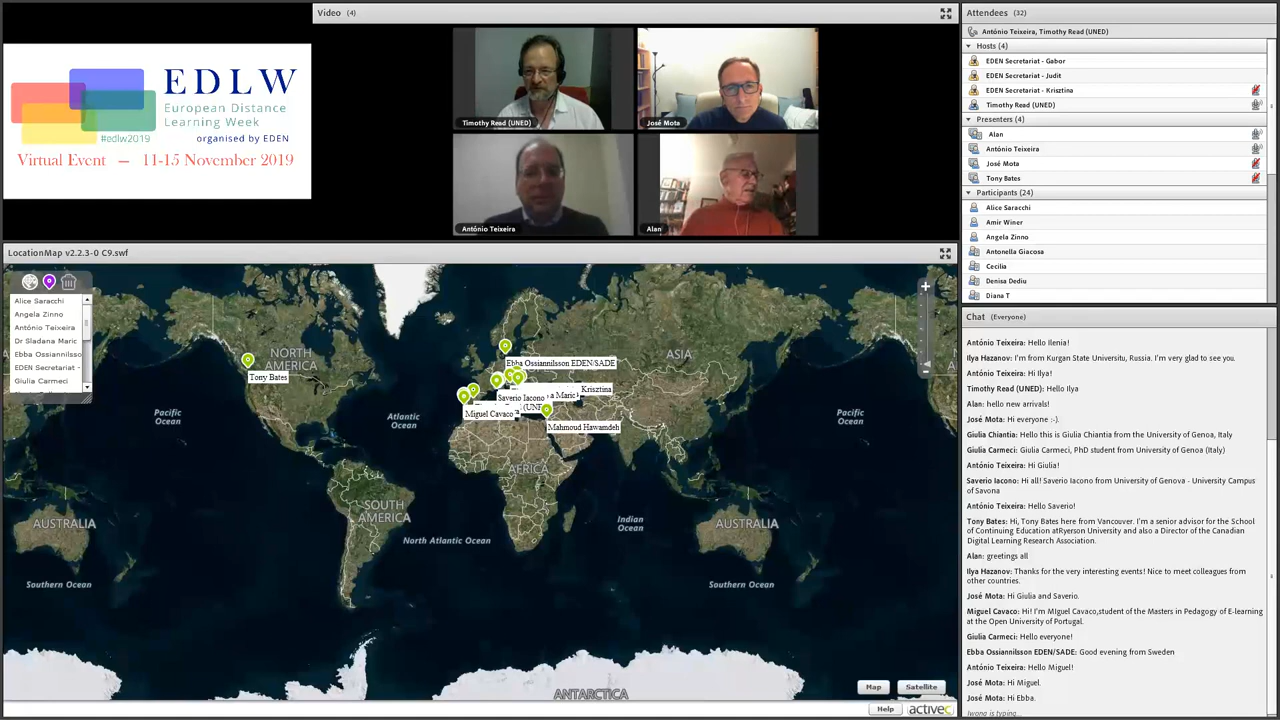 Video (4)
EDLW
European Distance
Learning Week
#edlw2019
organised by EDEN
Virtual Event — 11-15 November 2019
Timothy Read (UNED)
José Mota
António Teixeira
Alan
LocationMap v2.2.3-0 C9.swf
Alice Saracchi
Angela Zinno
António Teixeira
Dr Sladana Maric
Ebba Ossiannilsso
EDEN Secretariat -
Giulia Carmeci
NORTH
AMERICA
Tony Bates
Ebba Ossiannilsson EDEN/SADE
ASIA
Krisztina
Saverio Iacono
a Maric
Miguel Cavaco
Mahmoud Hawamdeh
Pacific
Ocean
Atlantic
Ocean
Pacific
Ocean
AFRICA
SOUTH
AMERICA
AUSTRALIA
Indian
Ocean
AUSTRALIA
North Atlantic Ocean
Southern Ocean
Southern Ocean
ANTARCTICA
Map
Satellite
Help
activeC
Attendees (32)
António Teixeira, Timothy Read (UNED)
Hosts (4)
EDEN Secretariat - Gabor
EDEN Secretariat - Judit
EDEN Secretariat - Krisztina
Timothy Read (UNED)
Presenters (4)
Alan
António Teixeira
José Mota
Tony Bates
Participants (24)
Alice Saracchi
Amir Winer
Angela Zinno
Antonella Giacosa
Cecilia
Denisa Dediu
Diana T
Chat (Everyone)
António Teixeira: Hello Ilenia!
Ilya Hazanov: I'm from Kurgan State Universitu, Russia. I'm very glad to see you.
António Teixeira: Hi Ilya!
Timothy Read (UNED): Hello Ilya
Alan: hello new arrivals!
José Mota: Hi everyone :-).
Giulia Chiantia: Hello this is Giulia Chiantia from the University of Genoa, Italy
Giulia Carmeci: Giulia Carmeci, PhD student from University of Genoa (Italy)
António Teixeira: Hi Giulia!
Saverio Iacono: Hi all! Saverio Iacono from University of Genova - University Campus
of Savona
António Teixeira: Hello Saverio!
Tony Bates: Hi, Tony Bates here from Vancouver. I'm a senior advisor for the School
of Continuing Education atRyerson University and also a Director of the Canadian
Digital Learning Research Association.
Alan: greetings all
Ilya Hazanov: Thanks for the very interesting events! Nice to meet colleagues from
other countries.
José Mota: Hi Giulia and Saverio.
Miguel Cavaco: Hi! I'm MIguel Cavaco,student of the Masters in Pedagogy of E-learning
at the Open University of Portugal.
Giulia Carmeci: Hello everyone!
Ebba Ossiannilsson EDEN/SADE: Good evening from Sweden
António Teixeira: Hello Miguel!
José Mota: Hi Miguel.
José Mota: Hi Ebba.
Iwona is typing...